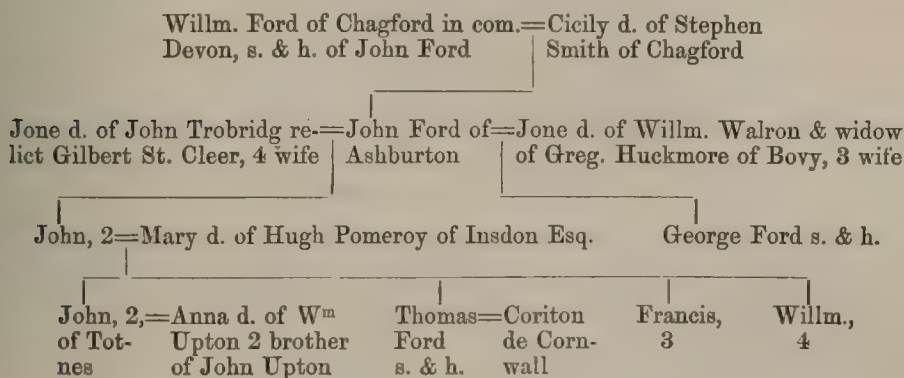 Willm. Ford of Chagford in com.=Cicily d. of Stephen
Devon, s. & h. of John Ford Smith of Chagford
Jone d. of John Trobridg re-=John Ford of=Jone d. of Willm. Walron & widow
lict Gilbert St. Cleer, 4 wife Ashburton of Greg. Huckmore of Bovy, 3 wife
John, 2=Mary d. of Hugh Pomeroy of Insdon Esq. George Ford s. & h.
John, 2,=Anna d. of Wm Thomas=Coriton Francis, Willm.,
of Tot- Upton 2 brother Ford de Corn- 3 4
nes of John Upton s. & h. wall